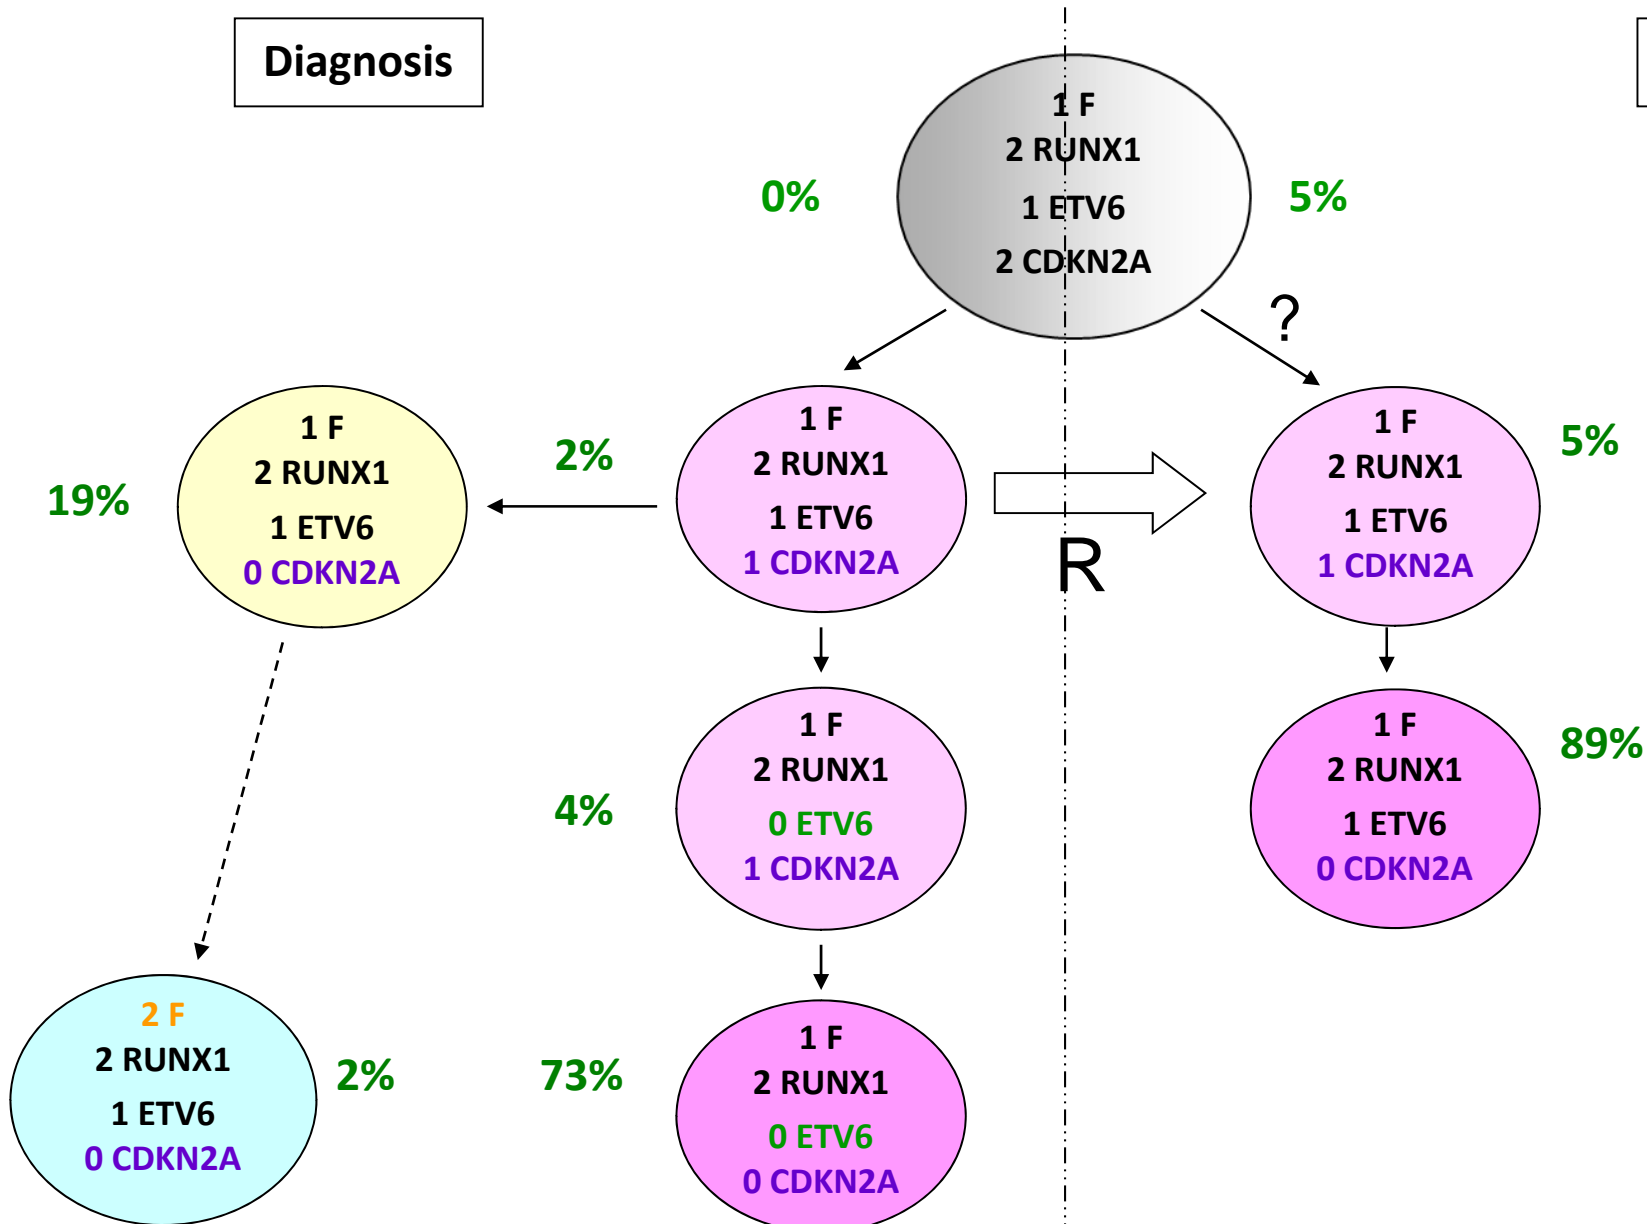 Diagnosis
1 F
2 RUNX1
1 ETV6
2 CDKN2A
0%
5%
?
1 F
2 RUNX1
1 ETV6
0 CDKN2A
19%
2%
1 F
2 RUNX1
1 ETV6
1 CDKN2A
R
1 F
2 RUNX1
1 ETV6
1 CDKN2A
5%
4%
1 F
2 RUNX1
0 ETV6
1 CDKN2A
1 F
2 RUNX1
1 ETV6
0 CDKN2A
89%
2 F
2 RUNX1
1 ETV6
0 CDKN2A
2%
73%
1 F
2 RUNX1
0 ETV6
0 CDKN2A